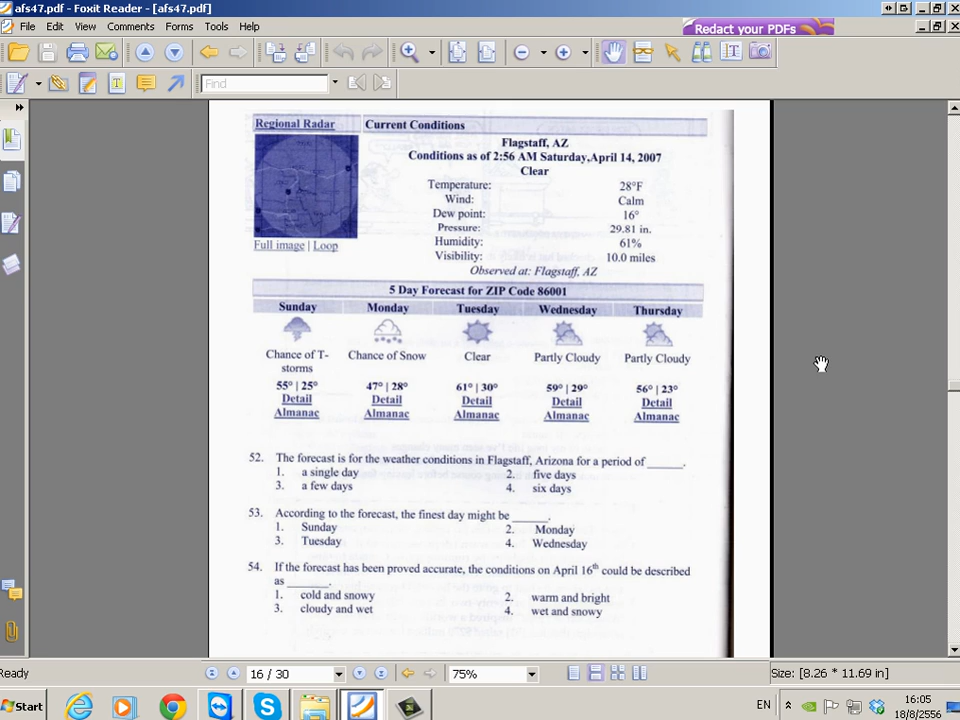 afs47.pdf - Foxit Reader - [afs47.pdf]
File Edit View Comments Forms Tools Help
Redact your PDFs
Find
Regional Radar
Current Conditions
Flagstaff, AZ
Conditions as of 2:56 AM Saturday,April 14, 2007
Clear
Temperature: 28°F
Wind: Calm
Dew point: 16°
Pressure: 29.81 in.
Humidity: 61%
Visibility: 10.0 miles
Full image | Loop
Observed at: Flagstaff, AZ
5 Day Forecast for ZIP Code 86001
Sunday Monday Tuesday Wednesday Thursday
Chance of T- Chance of Snow Clear Partly Cloudy Partly Cloudy
storms
55° | 25° 47° | 28° 61° | 30° 59° | 29° 56° | 23°
Detail Detail Detail Detail Detail
Almanac Almanac Almanac Almanac Almanac
52. The forecast is for the weather conditions in Flagstaff, Arizona for a period of ______.
1. a single day 2. five days
3. a few days 4. six days
53. According to the forecast, the finest day might be ______.
1. Sunday 2. Monday
3. Tuesday 4. Wednesday
54. If the forecast has been proved accurate, the conditions on April 16th could be described
as ______.
1. cold and snowy 2. warm and bright
3. cloudy and wet 4. wet and snowy
Ready 16 / 30 75% Size: [8.26 * 11.69 in]
Start EN 16:05
18/8/2556